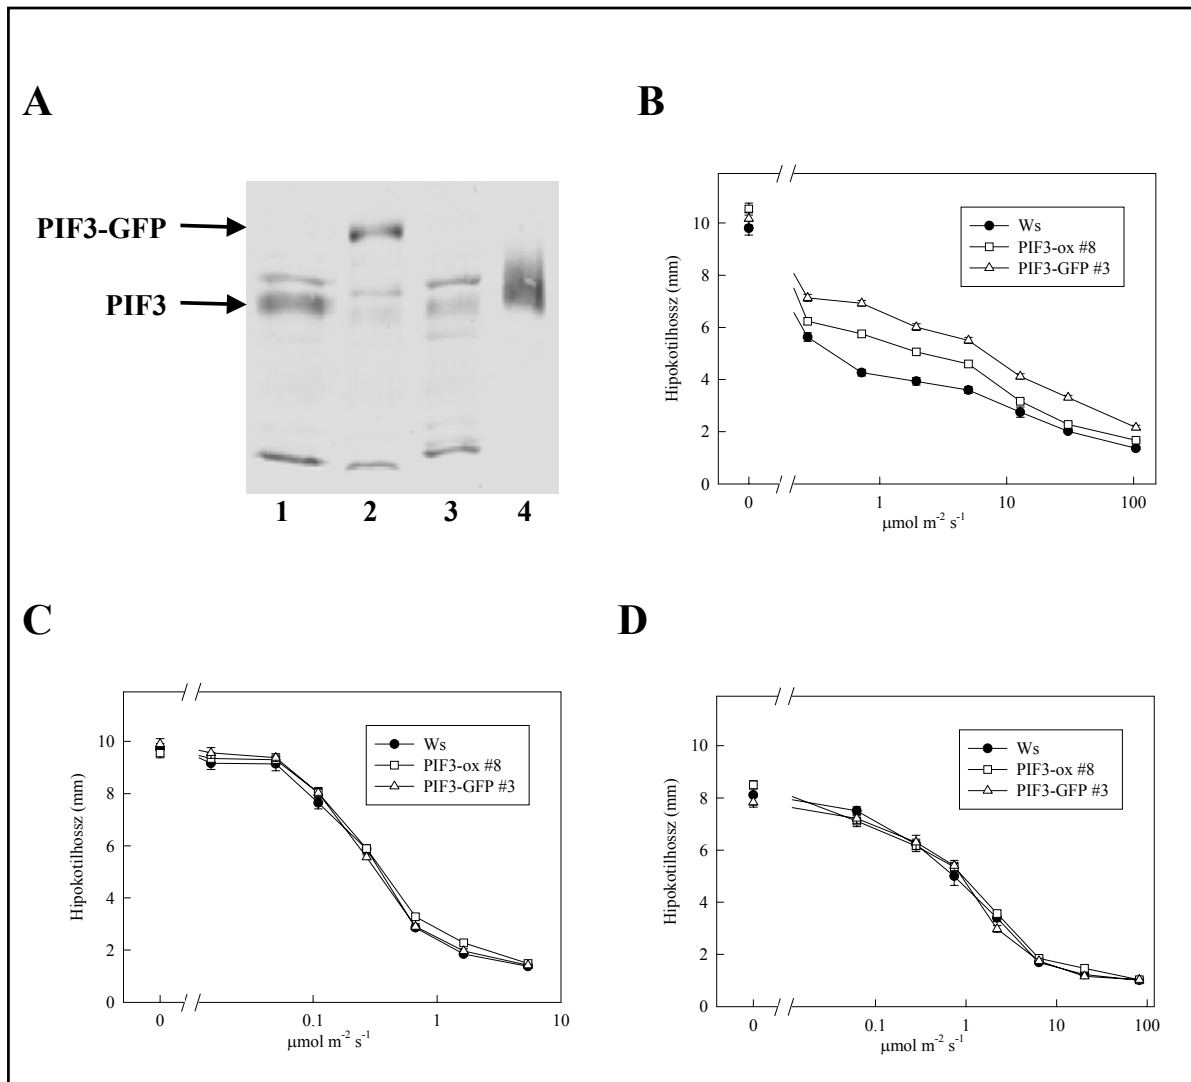 A
PIF3-GFP
PIF3
1 2 3 4
B
Hipokotilhossz (mm)
10
8
6
4
2
0
Ws
PIF3-ox #8
PIF3-GFP #3
0 1 10 100
μmol m⁻² s⁻¹
C
Hipokotilhossz (mm)
10
8
6
4
2
0
Ws
PIF3-ox #8
PIF3-GFP #3
0 0.1 1 10
μmol m⁻² s⁻¹
D
Hipokotilhossz (mm)
10
8
6
4
2
0
Ws
PIF3-ox #8
PIF3-GFP #3
0 0.1 1 10 100
μmol m⁻² s⁻¹